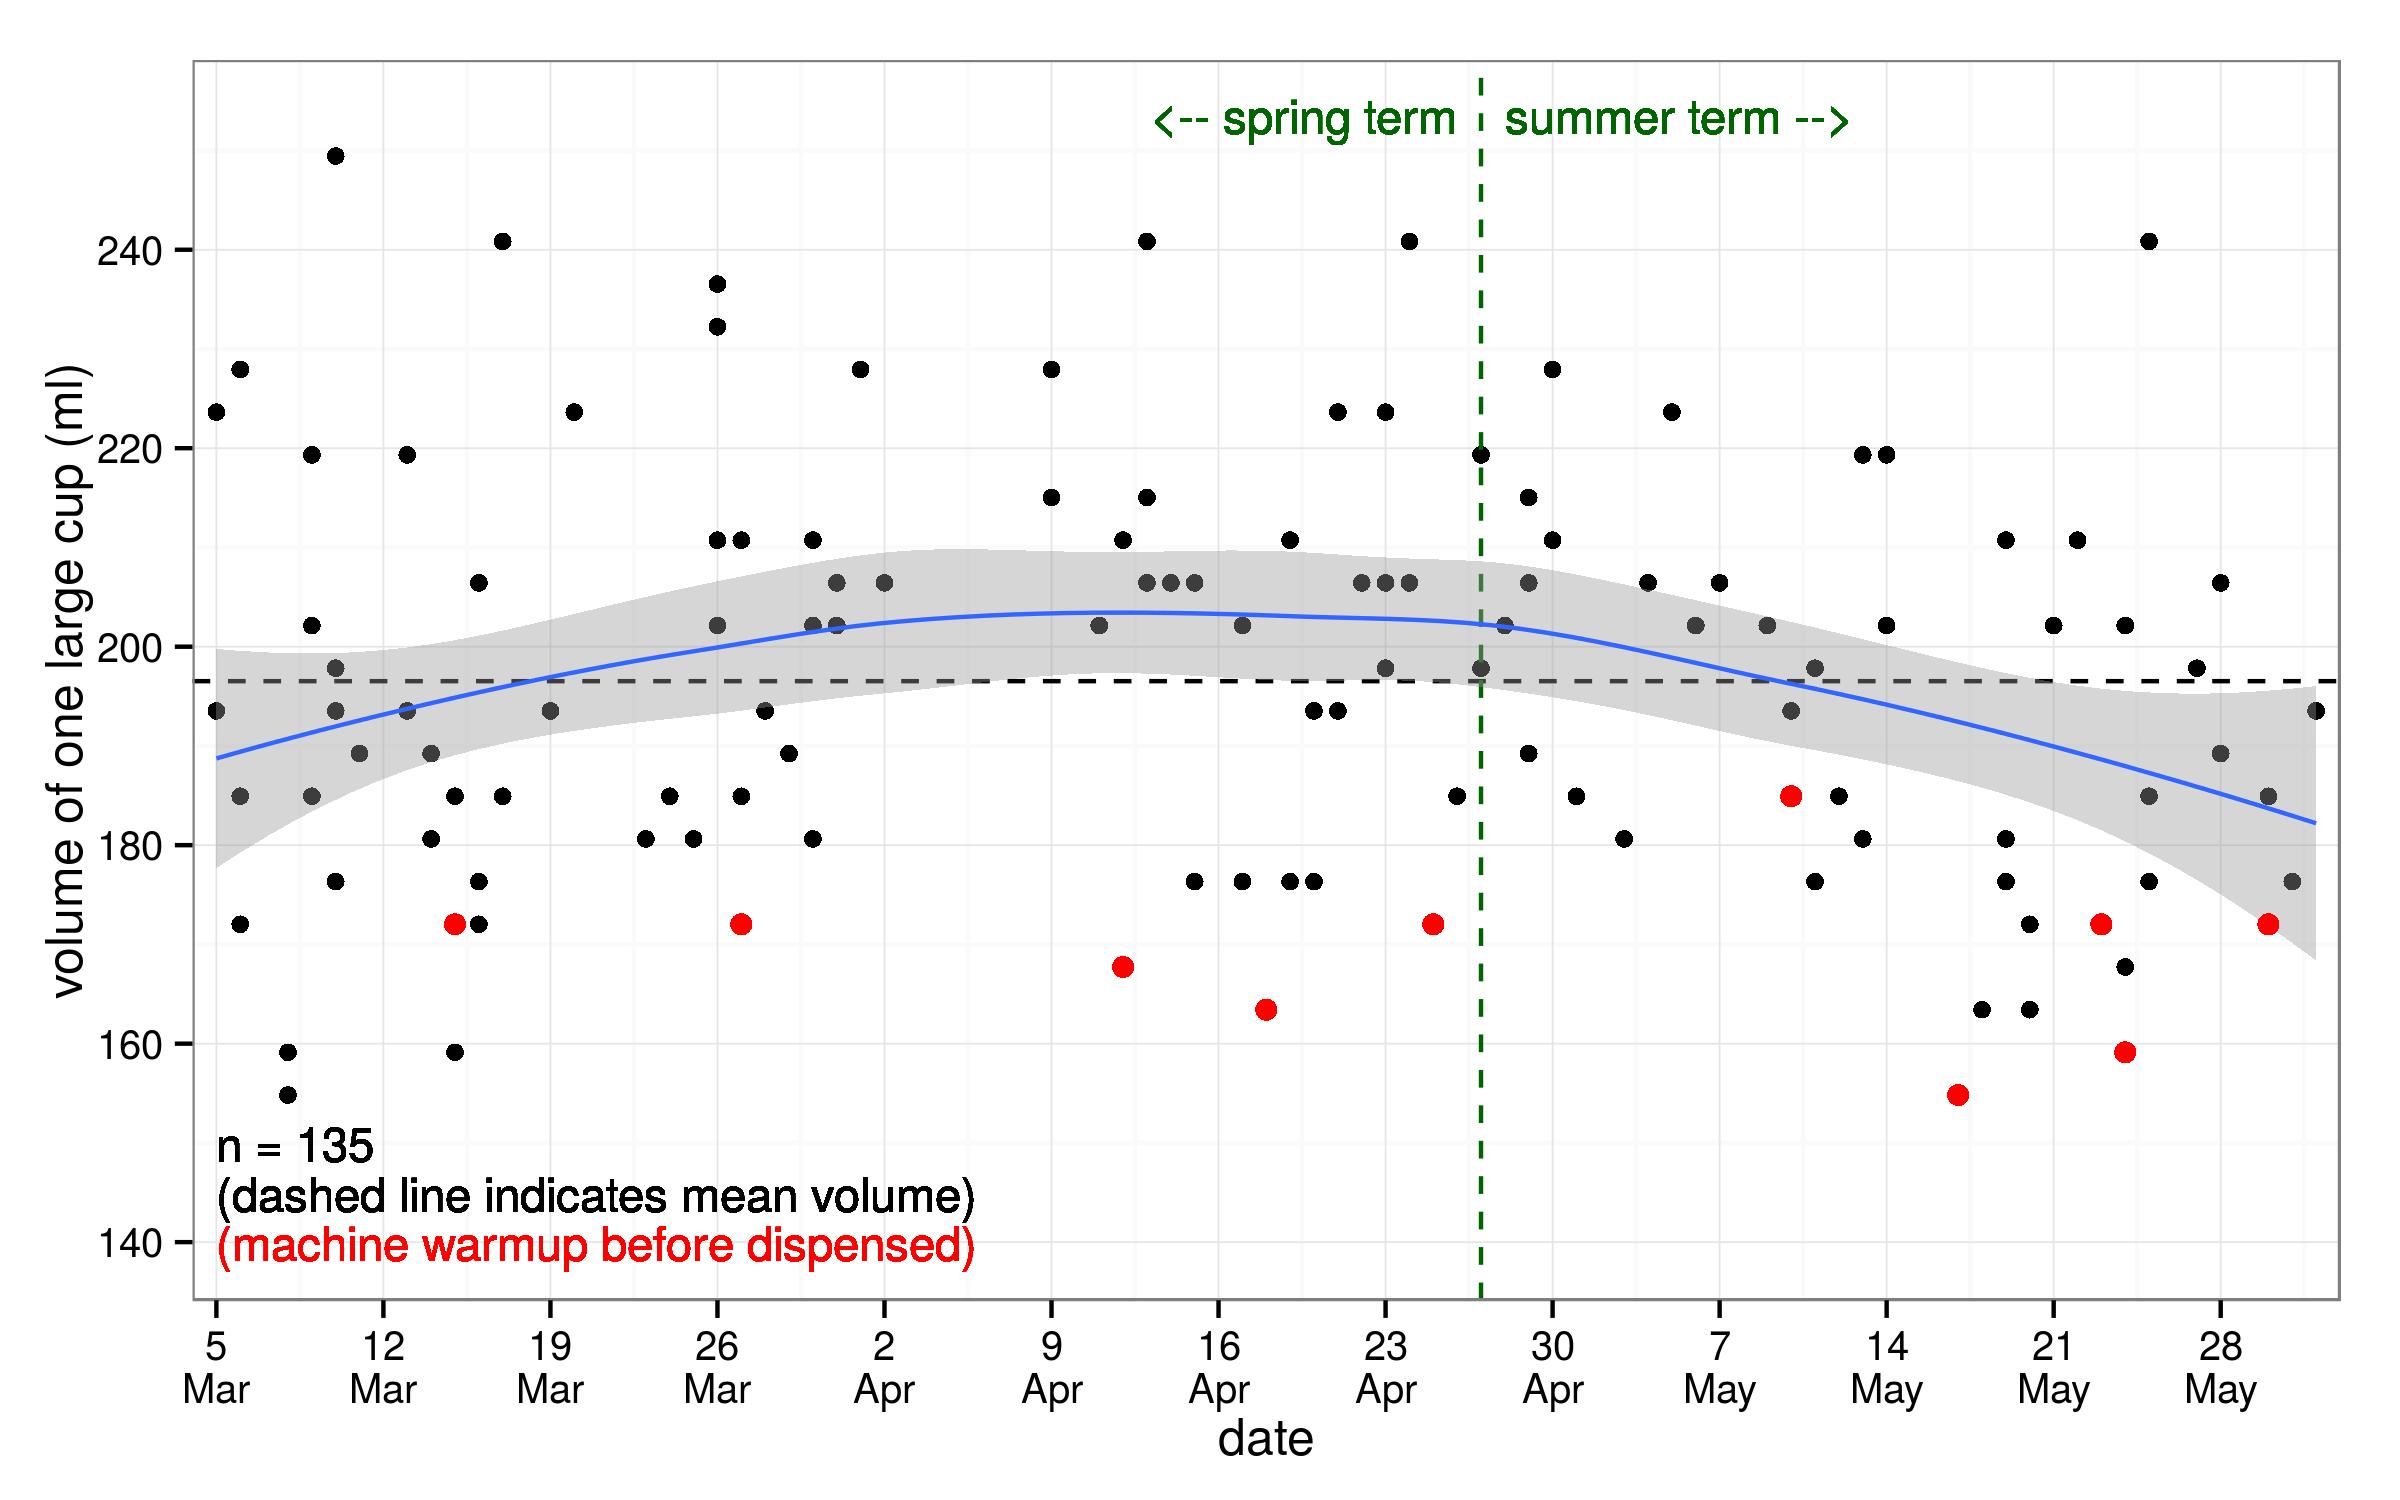 <-- spring term
summer term -->
volume of one large cup (ml)
240
220
200
180
160
140
n = 135
(dashed line indicates mean volume)
(machine warmup before dispensed)
5 12 19 26 2 9 16 23 30 7 14 21 28
Mar Mar Mar Mar Apr Apr Apr Apr Apr May May May May
date